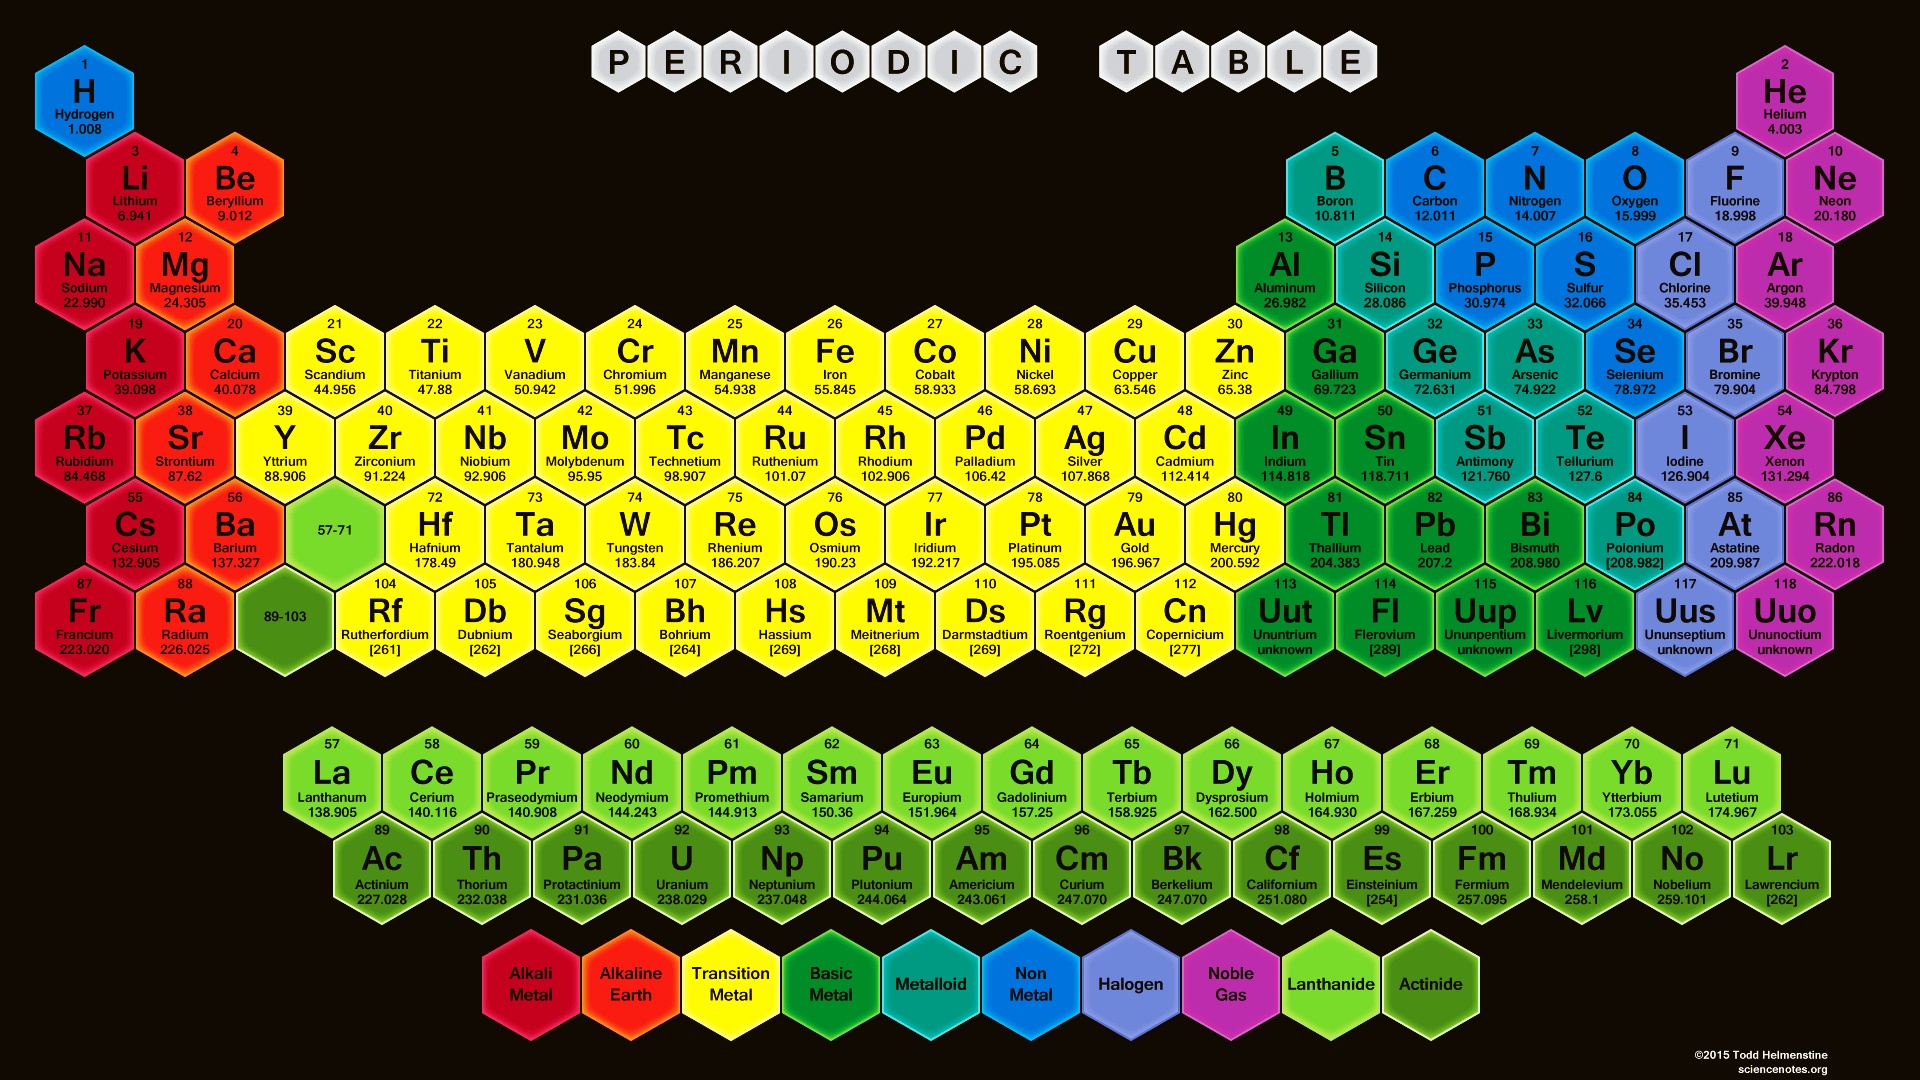 PERIODIC TABLE
1
H
Hydrogen
1.008
2
He
Helium
4.003
3
Li
Lithium
6.941
4
Be
Beryllium
9.012
5
B
Boron
10.811
6
C
Carbon
12.011
7
N
Nitrogen
14.007
8
O
Oxygen
15.999
9
F
Fluorine
18.998
10
Ne
Neon
20.180
11
Na
Sodium
22.990
12
Mg
Magnesium
24.305
13
Al
Aluminum
26.982
14
Si
Silicon
28.086
15
P
Phosphorus
30.974
16
S
Sulfur
32.066
17
Cl
Chlorine
35.453
18
Ar
Argon
39.948
19
K
Potassium
39.098
20
Ca
Calcium
40.078
21
Sc
Scandium
44.956
22
Ti
Titanium
47.88
23
V
Vanadium
50.942
24
Cr
Chromium
51.996
25
Mn
Manganese
54.938
26
Fe
Iron
55.845
27
Co
Cobalt
58.933
28
Ni
Nickel
58.693
29
Cu
Copper
63.546
30
Zn
Zinc
65.38
31
Ga
Gallium
69.723
32
Ge
Germanium
72.631
33
As
Arsenic
74.922
34
Se
Selenium
78.972
35
Br
Bromine
79.904
36
Kr
Krypton
84.798
37
Rb
Rubidium
84.468
38
Sr
Strontium
87.62
39
Y
Yttrium
88.906
40
Zr
Zirconium
91.224
41
Nb
Niobium
92.906
42
Mo
Molybdenum
95.95
43
Tc
Technetium
98.907
44
Ru
Ruthenium
101.07
45
Rh
Rhodium
102.906
46
Pd
Palladium
106.42
47
Ag
Silver
107.868
48
Cd
Cadmium
112.414
49
In
Indium
114.818
50
Sn
Tin
118.711
51
Sb
Antimony
121.760
52
Te
Tellurium
127.6
53
I
Iodine
126.904
54
Xe
Xenon
131.294
55
Cs
Cesium
132.905
56
Ba
Barium
137.327
57-71
72
Hf
Hafnium
178.49
73
Ta
Tantalum
180.948
74
W
Tungsten
183.84
75
Re
Rhenium
186.207
76
Os
Osmium
190.23
77
Ir
Iridium
192.217
78
Pt
Platinum
195.085
79
Au
Gold
196.967
80
Hg
Mercury
200.592
81
Tl
Thallium
204.383
82
Pb
Lead
207.2
83
Bi
Bismuth
208.980
84
Po
Polonium
[208.982]
85
At
Astatine
209.987
86
Rn
Radon
222.018
87
Fr
Francium
223.020
88
Ra
Radium
226.025
89-103
104
Rf
Rutherfordium
[261]
105
Db
Dubnium
[262]
106
Sg
Seaborgium
[266]
107
Bh
Bohrium
[264]
108
Hs
Hassium
[269]
109
Mt
Meitnerium
[268]
110
Ds
Darmstadtium
[269]
111
Rg
Roentgenium
[272]
112
Cn
Copernicium
[277]
113
Uut
Ununtrium
unknown
114
Fl
Flerovium
[289]
115
Uup
Ununpentium
unknown
116
Lv
Livermorium
[298]
117
Uus
Ununseptium
unknown
118
Uuo
Ununoctium
unknown
57
La
Lanthanum
138.905
58
Ce
Cerium
140.116
59
Pr
Praseodymium
140.908
60
Nd
Neodymium
144.243
61
Pm
Promethium
144.913
62
Sm
Samarium
150.36
63
Eu
Europium
151.964
64
Gd
Gadolinium
157.25
65
Tb
Terbium
158.925
66
Dy
Dysprosium
162.500
67
Ho
Holmium
164.930
68
Er
Erbium
167.259
69
Tm
Thulium
168.934
70
Yb
Ytterbium
173.055
71
Lu
Lutetium
174.967
89
Ac
Actinium
227.028
90
Th
Thorium
232.038
91
Pa
Protactinium
231.036
92
U
Uranium
238.029
93
Np
Neptunium
237.048
94
Pu
Plutonium
244.064
95
Am
Americium
243.061
96
Cm
Curium
247.070
97
Bk
Berkelium
247.070
98
Cf
Californium
251.080
99
Es
Einsteinium
[254]
100
Fm
Fermium
257.095
101
Md
Mendelevium
258.1
102
No
Nobelium
259.101
103
Lr
Lawrencium
[262]
Alkali
Metal
Alkaline
Earth
Transition
Metal
Basic
Metal
Metalloid
Non
Metal
Halogen
Noble
Gas
Lanthanide
Actinide
©2015 Todd Helmenstine
sciencenotes.org